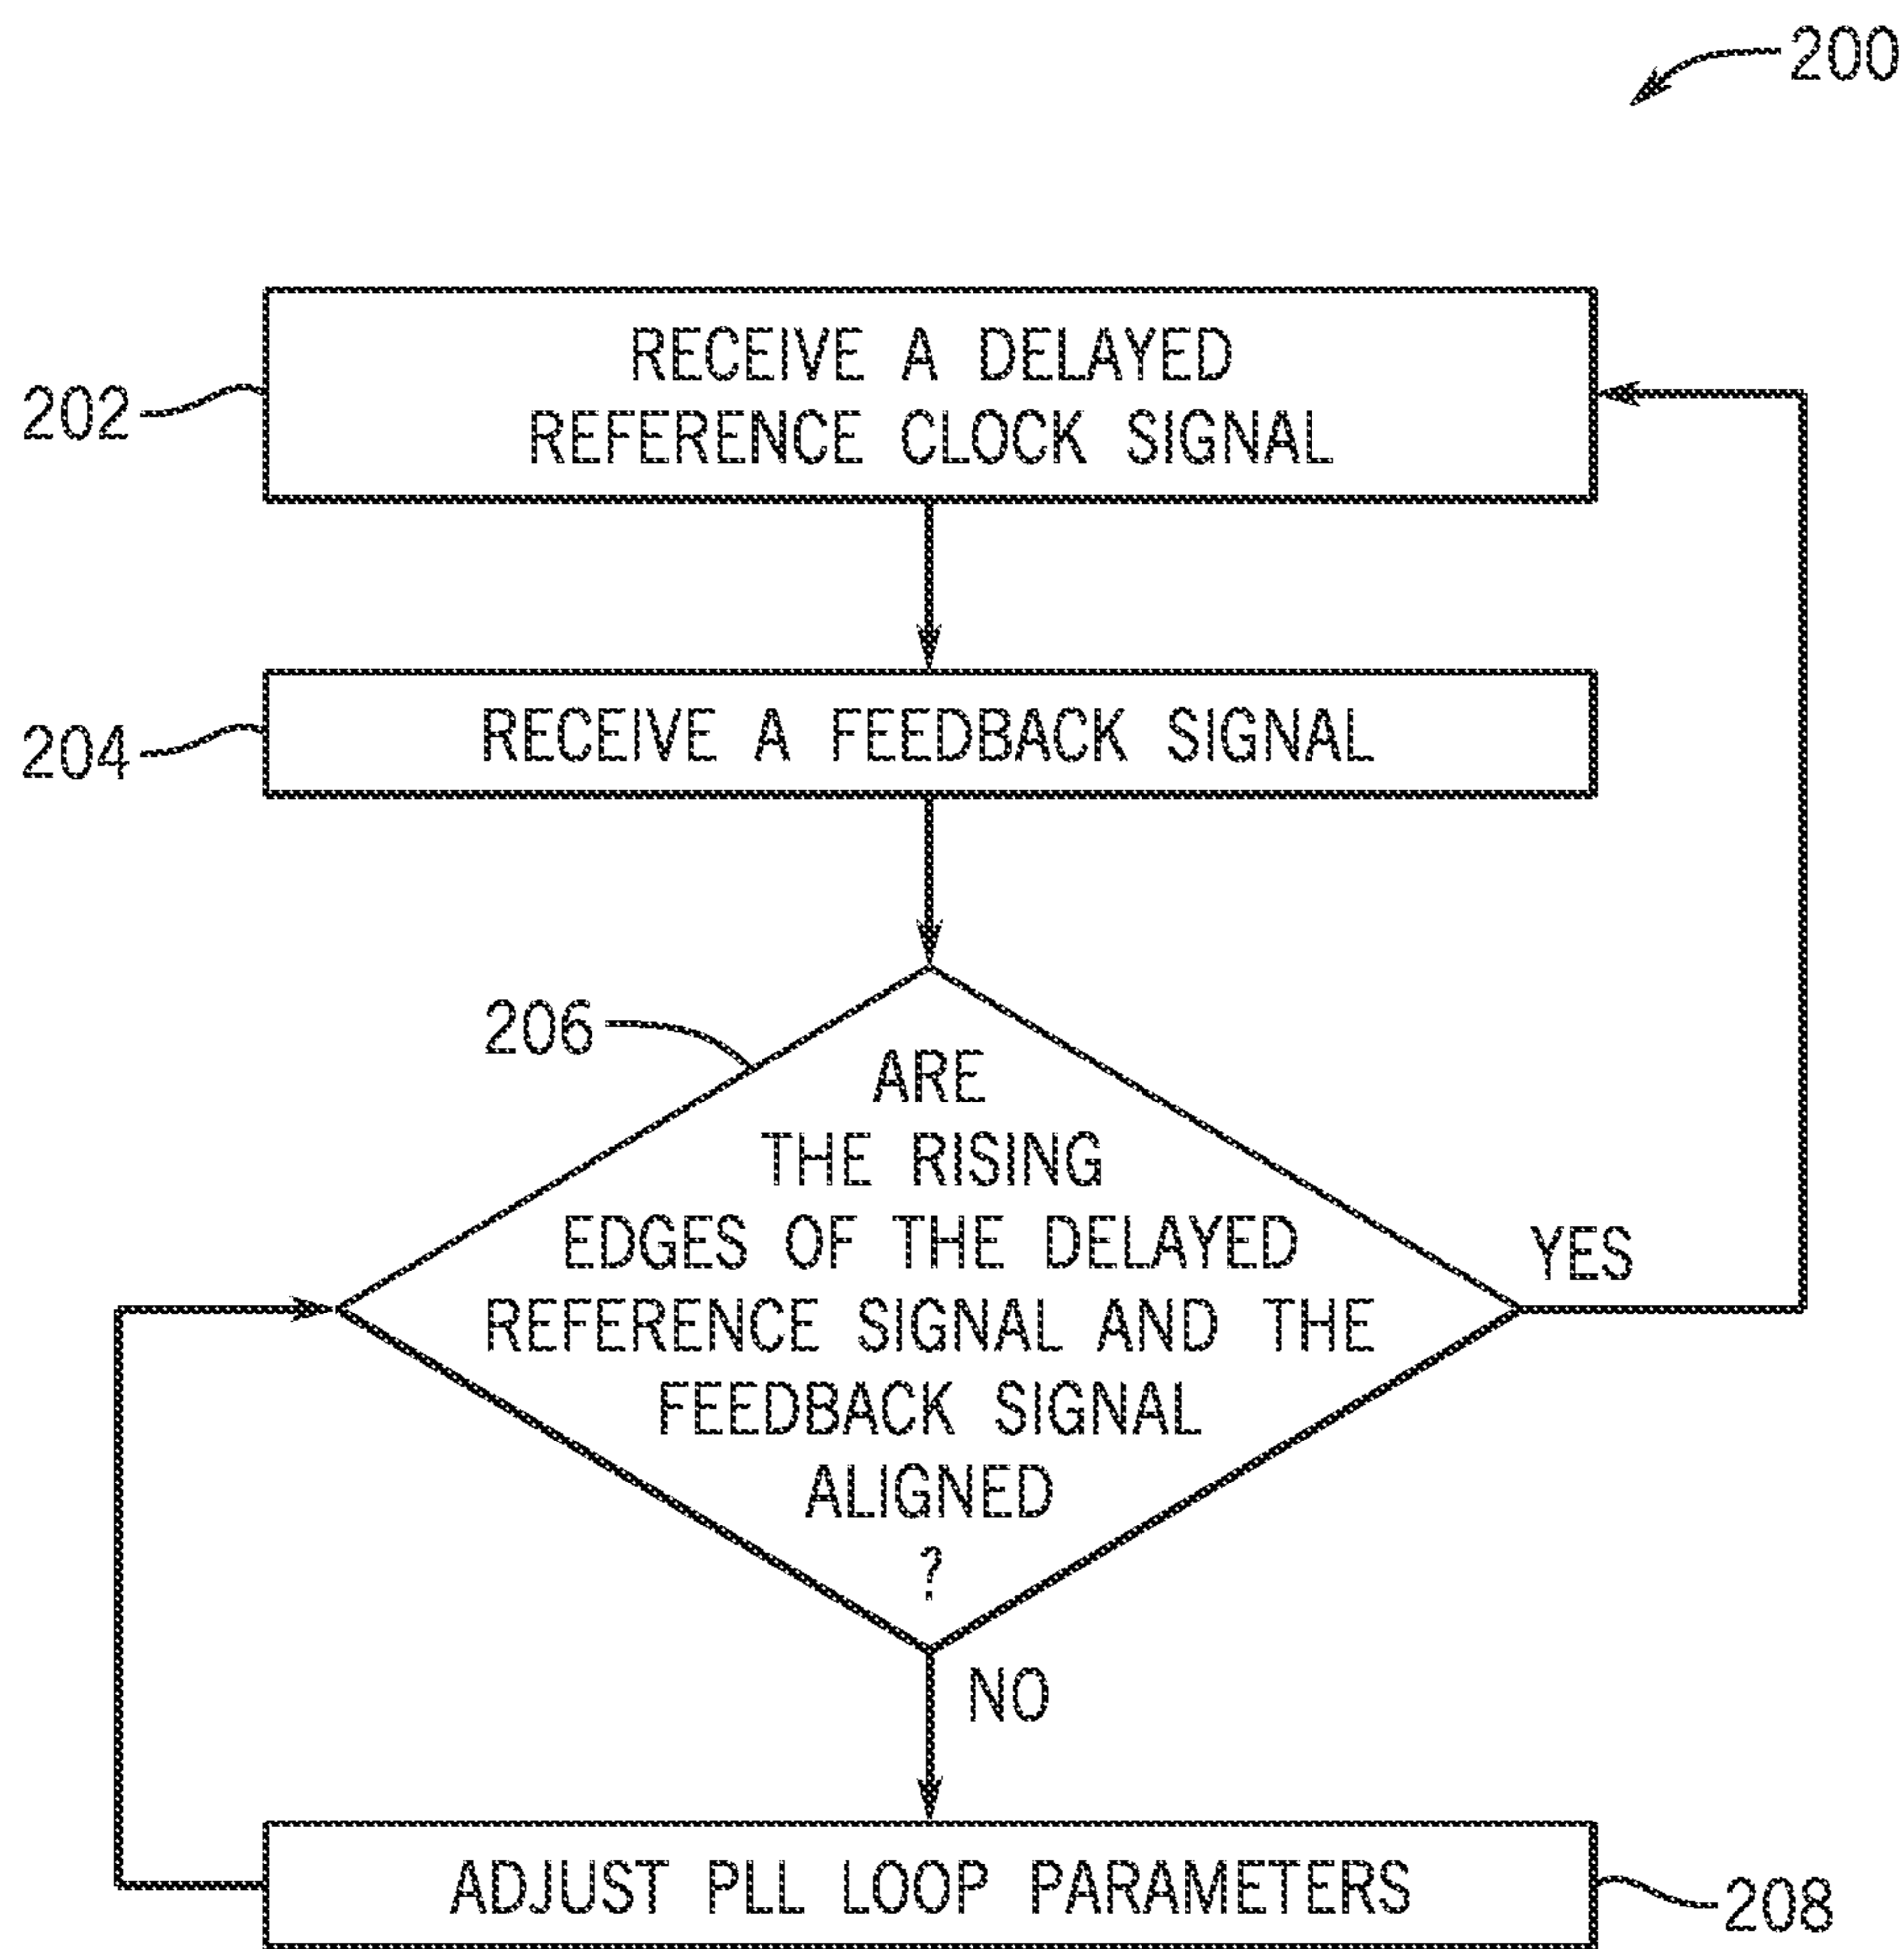 200
RECEIVE A DELAYED
REFERENCE CLOCK SIGNAL
202
RECEIVE A FEEDBACK SIGNAL
204
206
ARE
THE RISING
EDGES OF THE DELAYED
REFERENCE SIGNAL AND THE
FEEDBACK SIGNAL
ALIGNED
?
YES
NO
ADJUST PLL LOOP PARAMETERS
208